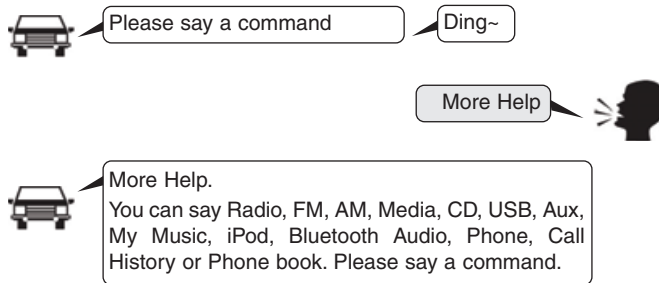 Please say a command
Ding~
More Help
More Help.
You can say Radio, FM, AM, Media, CD, USB, Aux,
My Music, iPod, Bluetooth Audio, Phone, Call
History or Phone book. Please say a command.